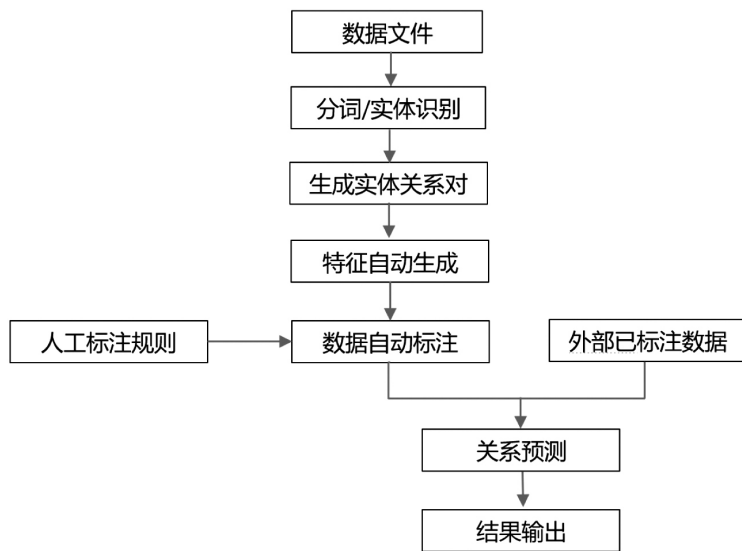 数据文件
分词/实体识别
生成实体关系对
特征自动生成
人工标注规则
数据自动标注
外部已标注数据
关系预测
结果输出